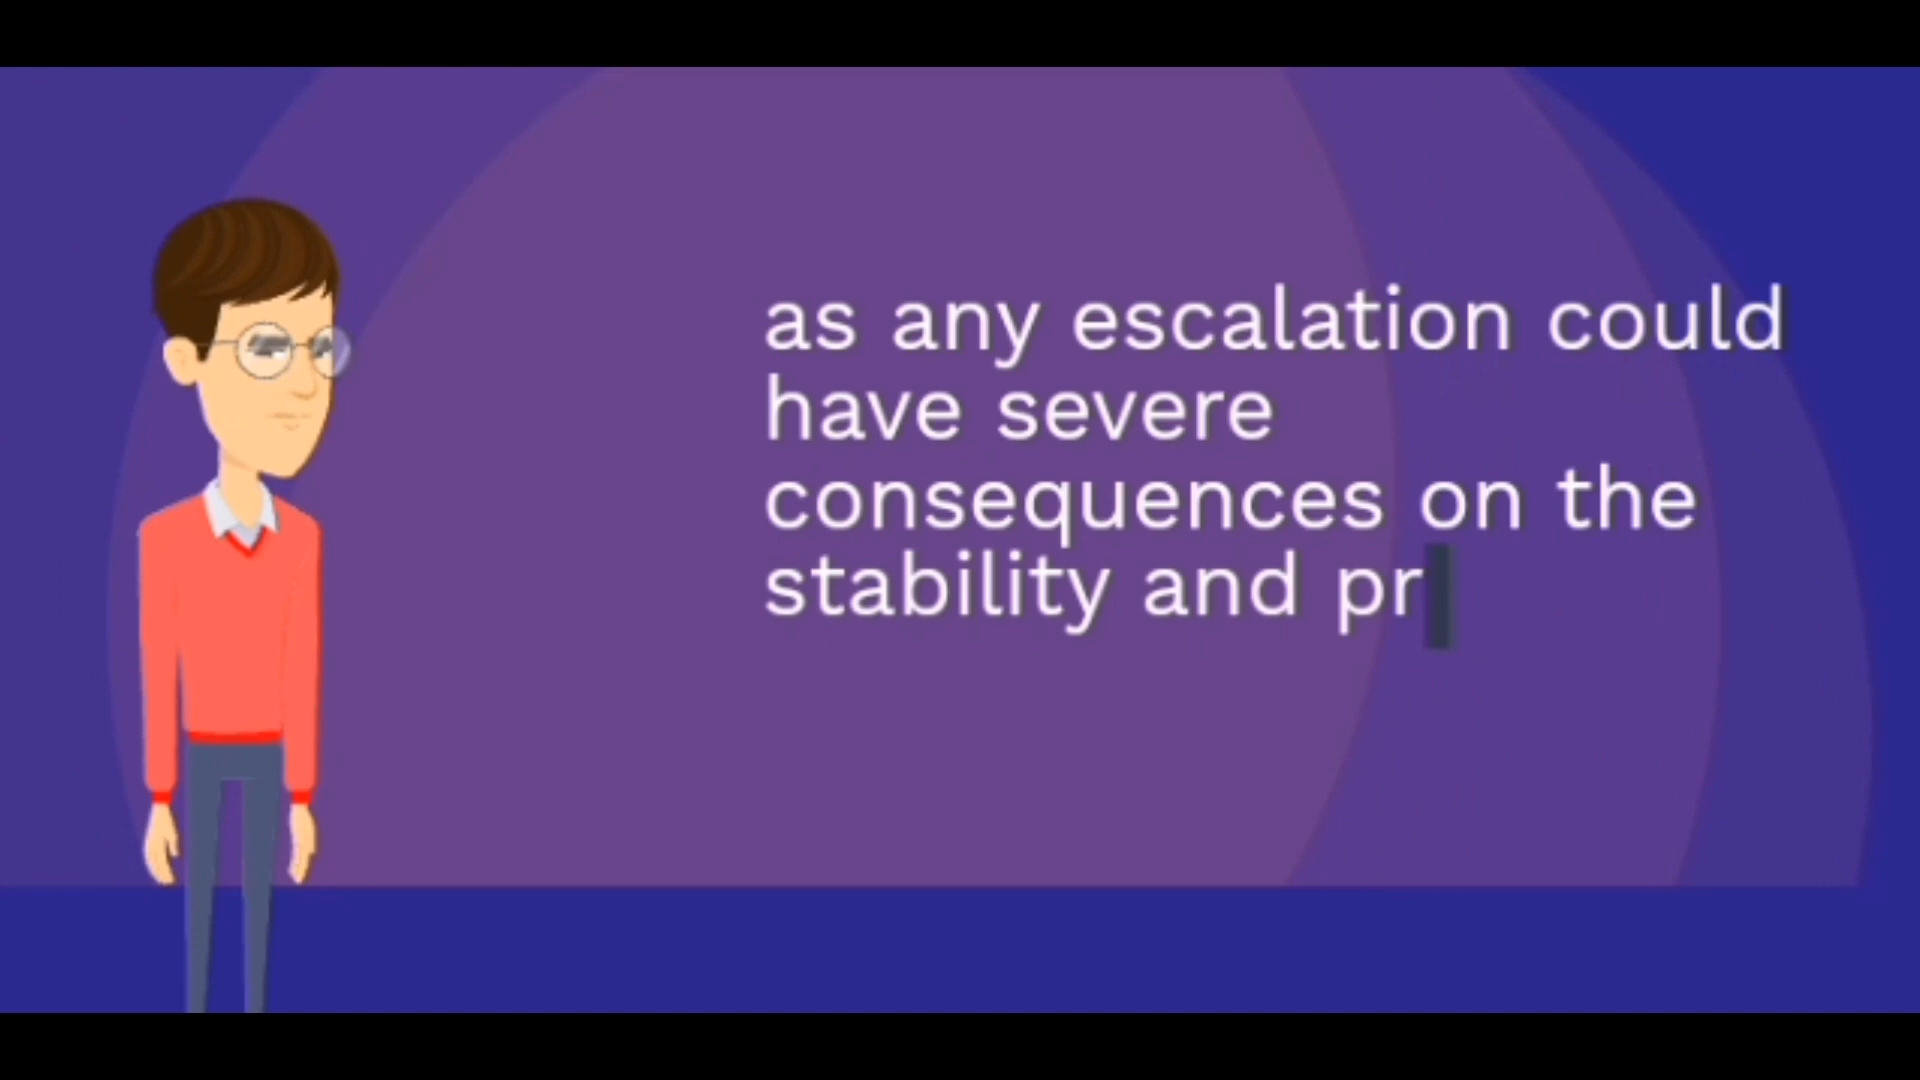 as any escalation could
have severe
consequences on the
stability and pr